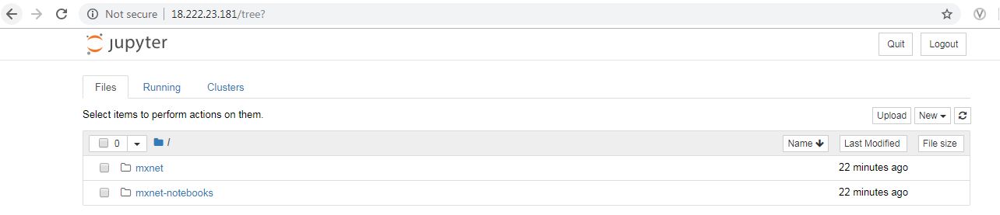 Not secure | 18.222.23.181/tree?
jupyter
Quit
Logout
Files
Running
Clusters
Select items to perform actions on them.
Upload
New
0
/
Name
Last Modified
File size
mxnet
22 minutes ago
mxnet-notebooks
22 minutes ago